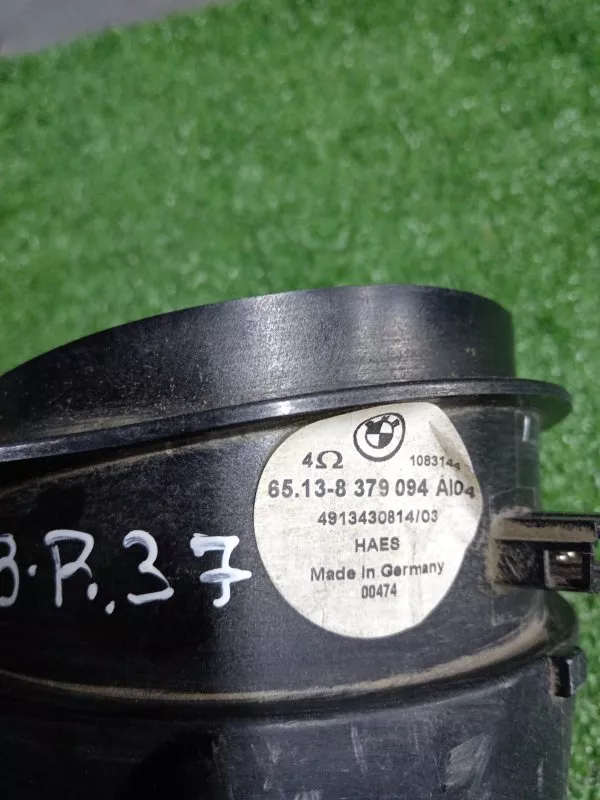 4Ω 1083144
65.13-8 379 094 AI04
4913430814/03
HAES
Made in Germany
00474
B.R.37